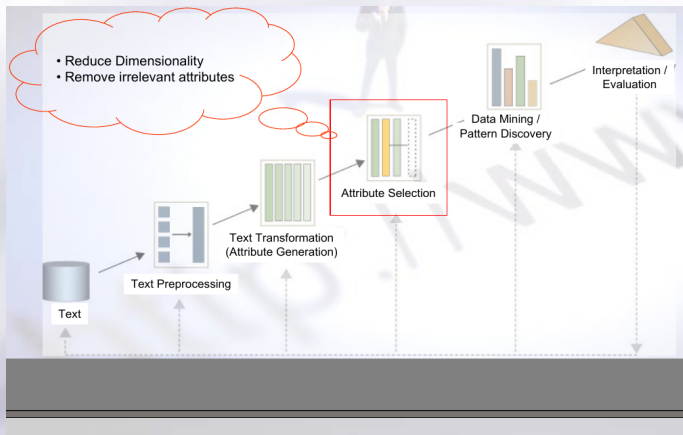 • Reduce Dimensionality
• Remove irrelevant attributes
Interpretation /
Evaluation
Data Mining /
Pattern Discovery
Attribute Selection
Text Transformation
(Attribute Generation)
Text Preprocessing
Text